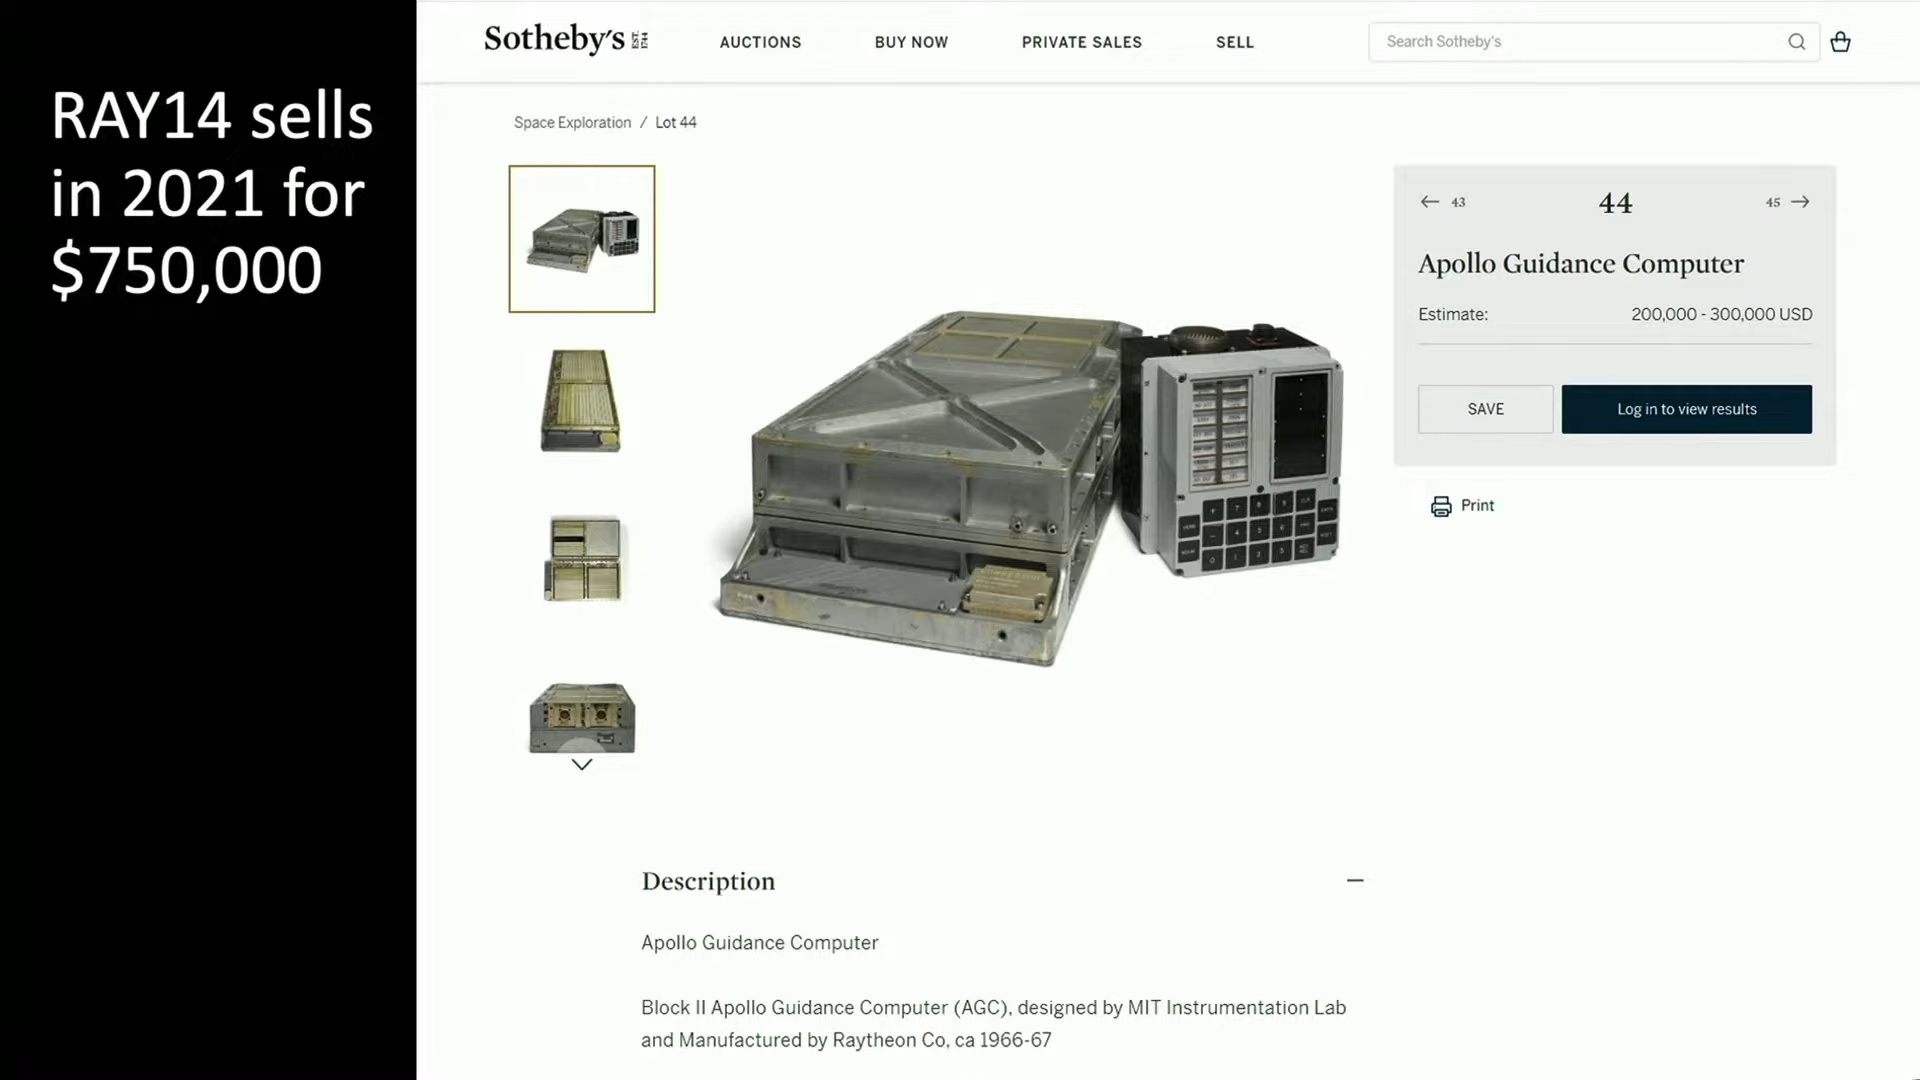 RAY14 sells
in 2021 for
$750,000
Sotheby's EST. 1744
AUCTIONS
BUY NOW
PRIVATE SALES
SELL
Search Sotheby's
Space Exploration / Lot 44
43
44
45
Apollo Guidance Computer
Estimate:
200,000 - 300,000 USD
SAVE
Log in to view results
Print
Description
Apollo Guidance Computer
Block II Apollo Guidance Computer (AGC), designed by MIT Instrumentation Lab
and Manufactured by Raytheon Co, ca 1966-67